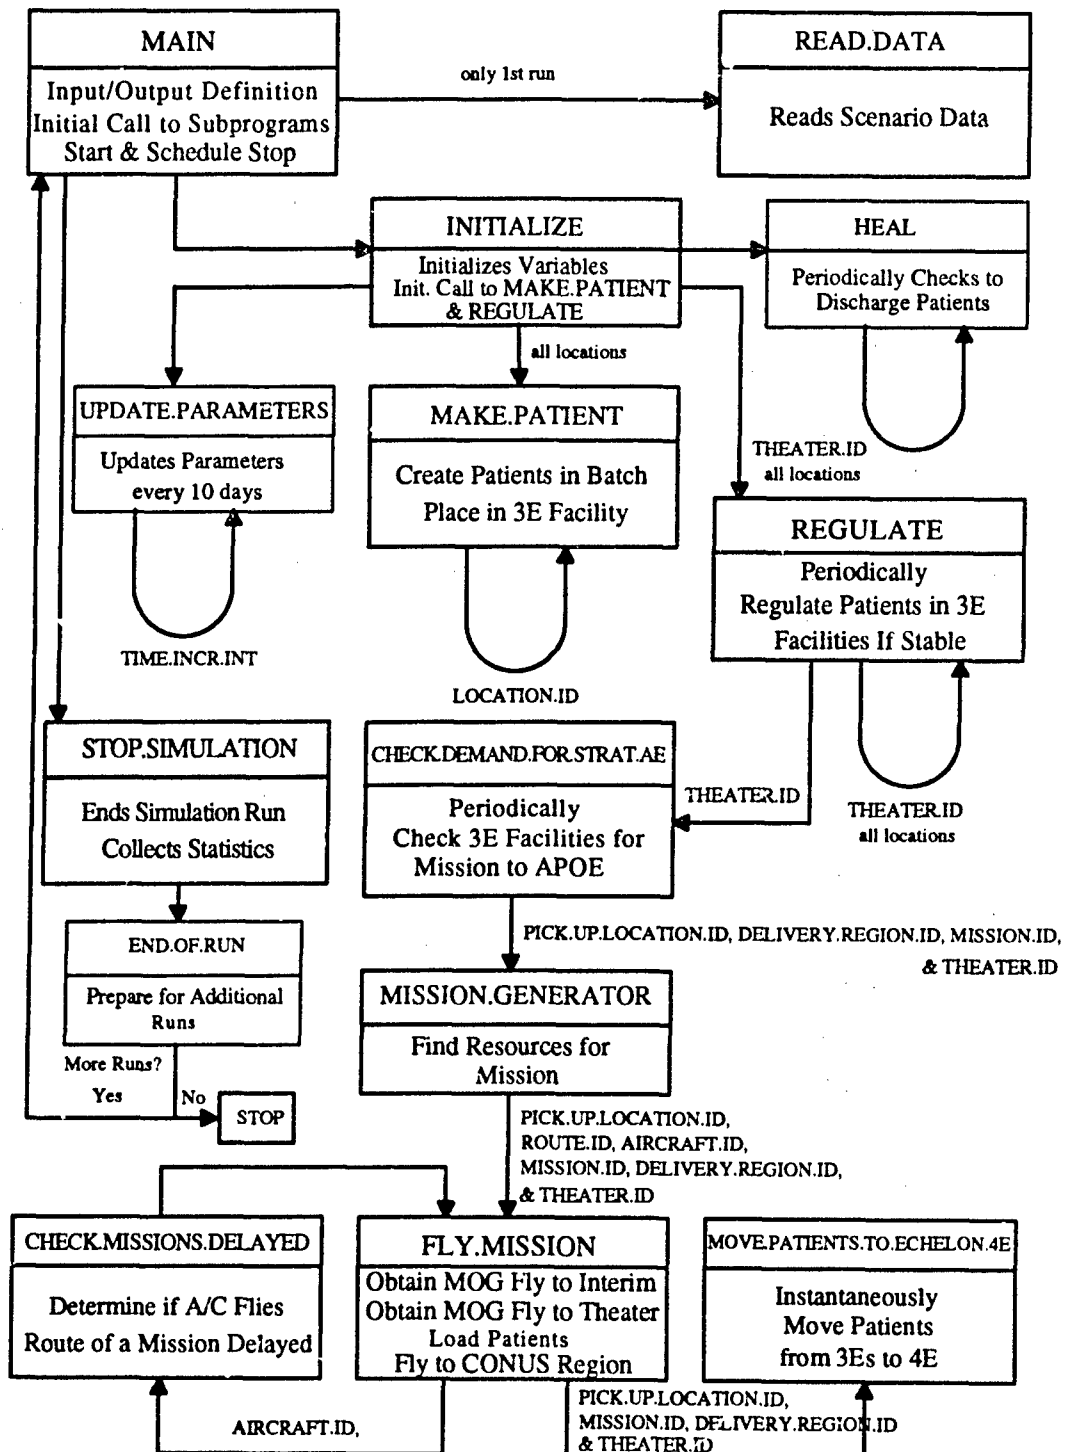 MAIN
Input/Output Definition
Initial Call to Subprograms
Start & Schedule Stop
only 1st run
READ.DATA
Reads Scenario Data
INITIALIZE
Initializes Variables
Init. Call to MAKE.PATIENT
& REGULATE
HEAL
Periodically Checks to
Discharge Patients
all locations
UPDATE.PARAMETERS
Updates Parameters
every 10 days
TIME.INCR.INT
MAKE.PATIENT
Create Patients in Batch
Place in 3E Facility
LOCATION.ID
THEATER.ID
all locations
REGULATE
Periodically
Regulate Patients in 3E
Facilities If Stable
THEATER.ID
all locations
STOP.SIMULATION
Ends Simulation Run
Collects Statistics
CHECK.DEMAND.FOR.STRAT.AE
Periodically
Check 3E Facilities for
Mission to APOE
THEATER.ID
END.OF.RUN
Prepare for Additional
Runs
More Runs?
Yes
No
STOP
PICK.UP.LOCATION.ID, DELIVERY.REGION.ID, MISSION.ID,
& THEATER.ID
MISSION.GENERATOR
Find Resources for
Mission
PICK.UP.LOCATION.ID,
ROUTE.ID, AIRCRAFT.ID,
MISSION.ID, DELIVERY.REGION.ID,
& THEATER.ID
CHECK.MISSIONS.DELAYED
Determine if A/C Flies
Route of a Mission Delayed
FLY.MISSION
Obtain MOG Fly to Interim
Obtain MOG Fly to Theater
Load Patients
Fly to CONUS Region
MOVE.PATIENTS.TO.ECHELON.4E
Instantaneously
Move Patients
from 3Es to 4E
AIRCRAFT.ID,
PICK.UP.LOCATION.ID,
MISSION.ID, DELIVERY.REGION.ID
& THEATER.ID